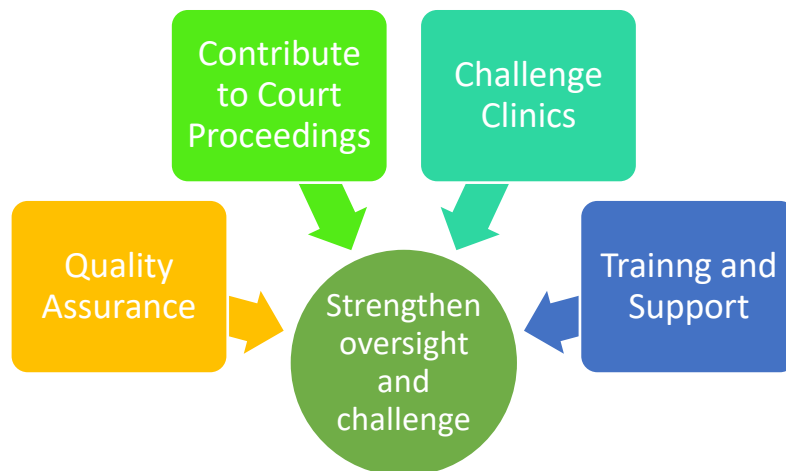 Contribute
to Court
Proceedings
Challenge
Clinics
Quality
Assurance
Trainng and
Support
Strengthen
oversight
and
challenge